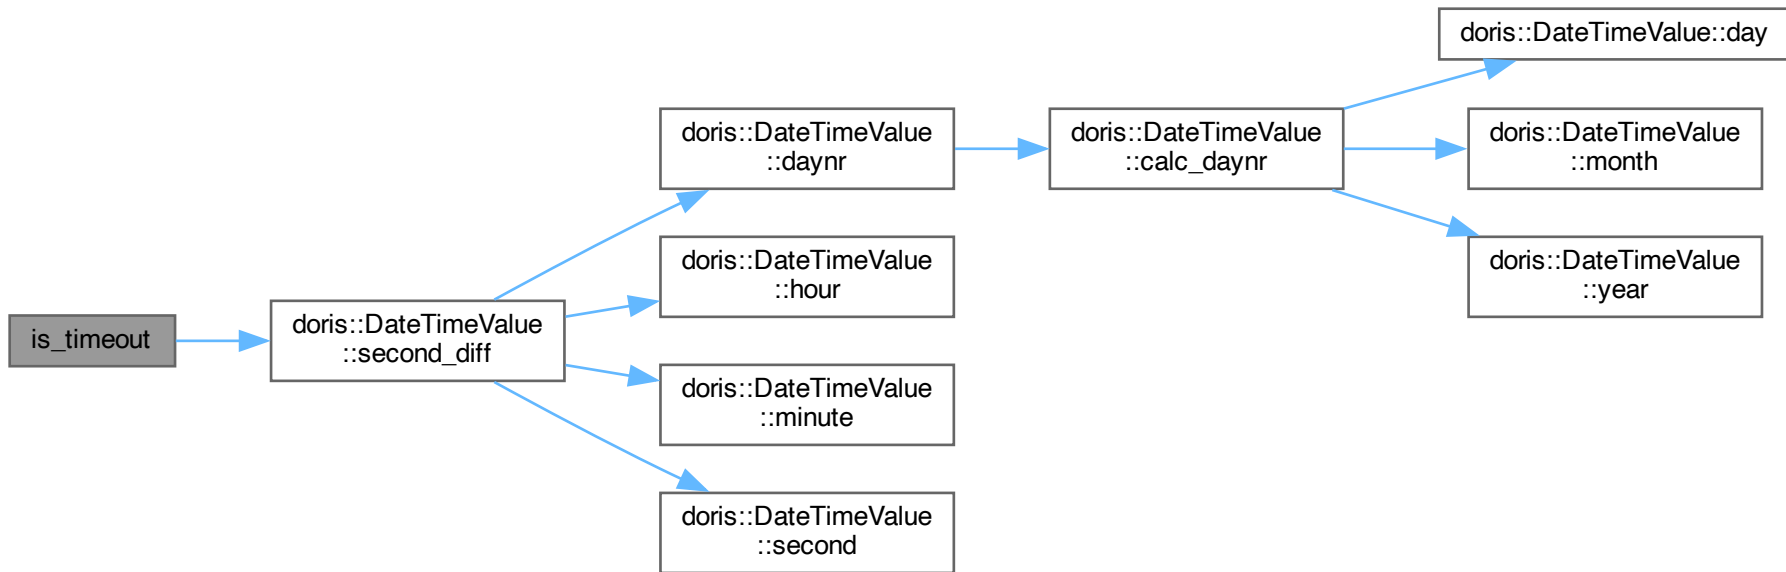 is_timeout
doris::DateTimeValue
::second_diff
doris::DateTimeValue
::daynr
doris::DateTimeValue
::hour
doris::DateTimeValue
::minute
doris::DateTimeValue
::second
doris::DateTimeValue
::calc_daynr
doris::DateTimeValue::day
doris::DateTimeValue
::month
doris::DateTimeValue
::year